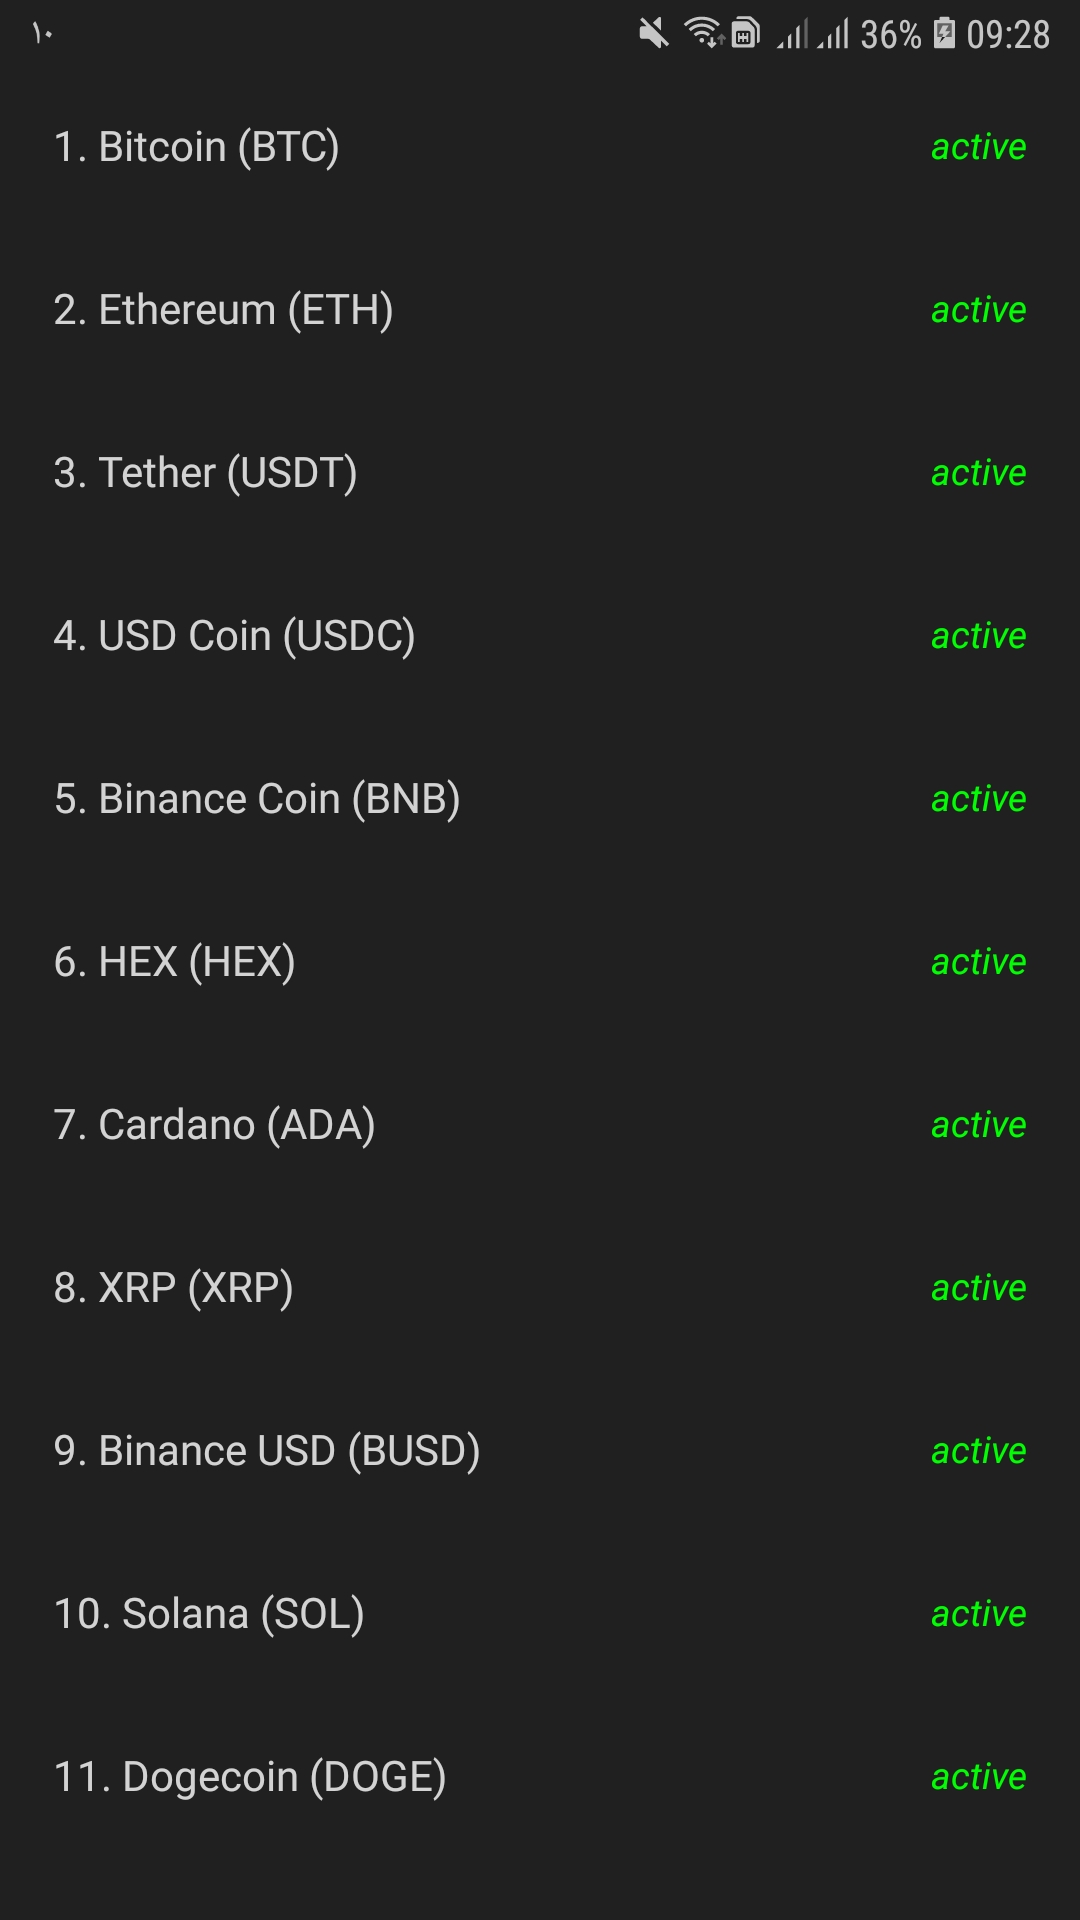 ١٠ 36% 09:28
1. Bitcoin (BTC) active
2. Ethereum (ETH) active
3. Tether (USDT) active
4. USD Coin (USDC) active
5. Binance Coin (BNB) active
6. HEX (HEX) active
7. Cardano (ADA) active
8. XRP (XRP) active
9. Binance USD (BUSD) active
10. Solana (SOL) active
11. Dogecoin (DOGE) active